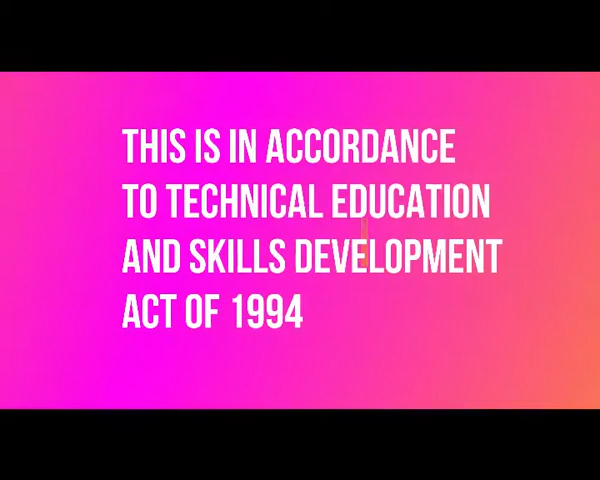 THIS IS IN ACCORDANCE
TO TECHNICAL EDUCATION
AND SKILLS DEVELOPMENT
ACT OF 1994